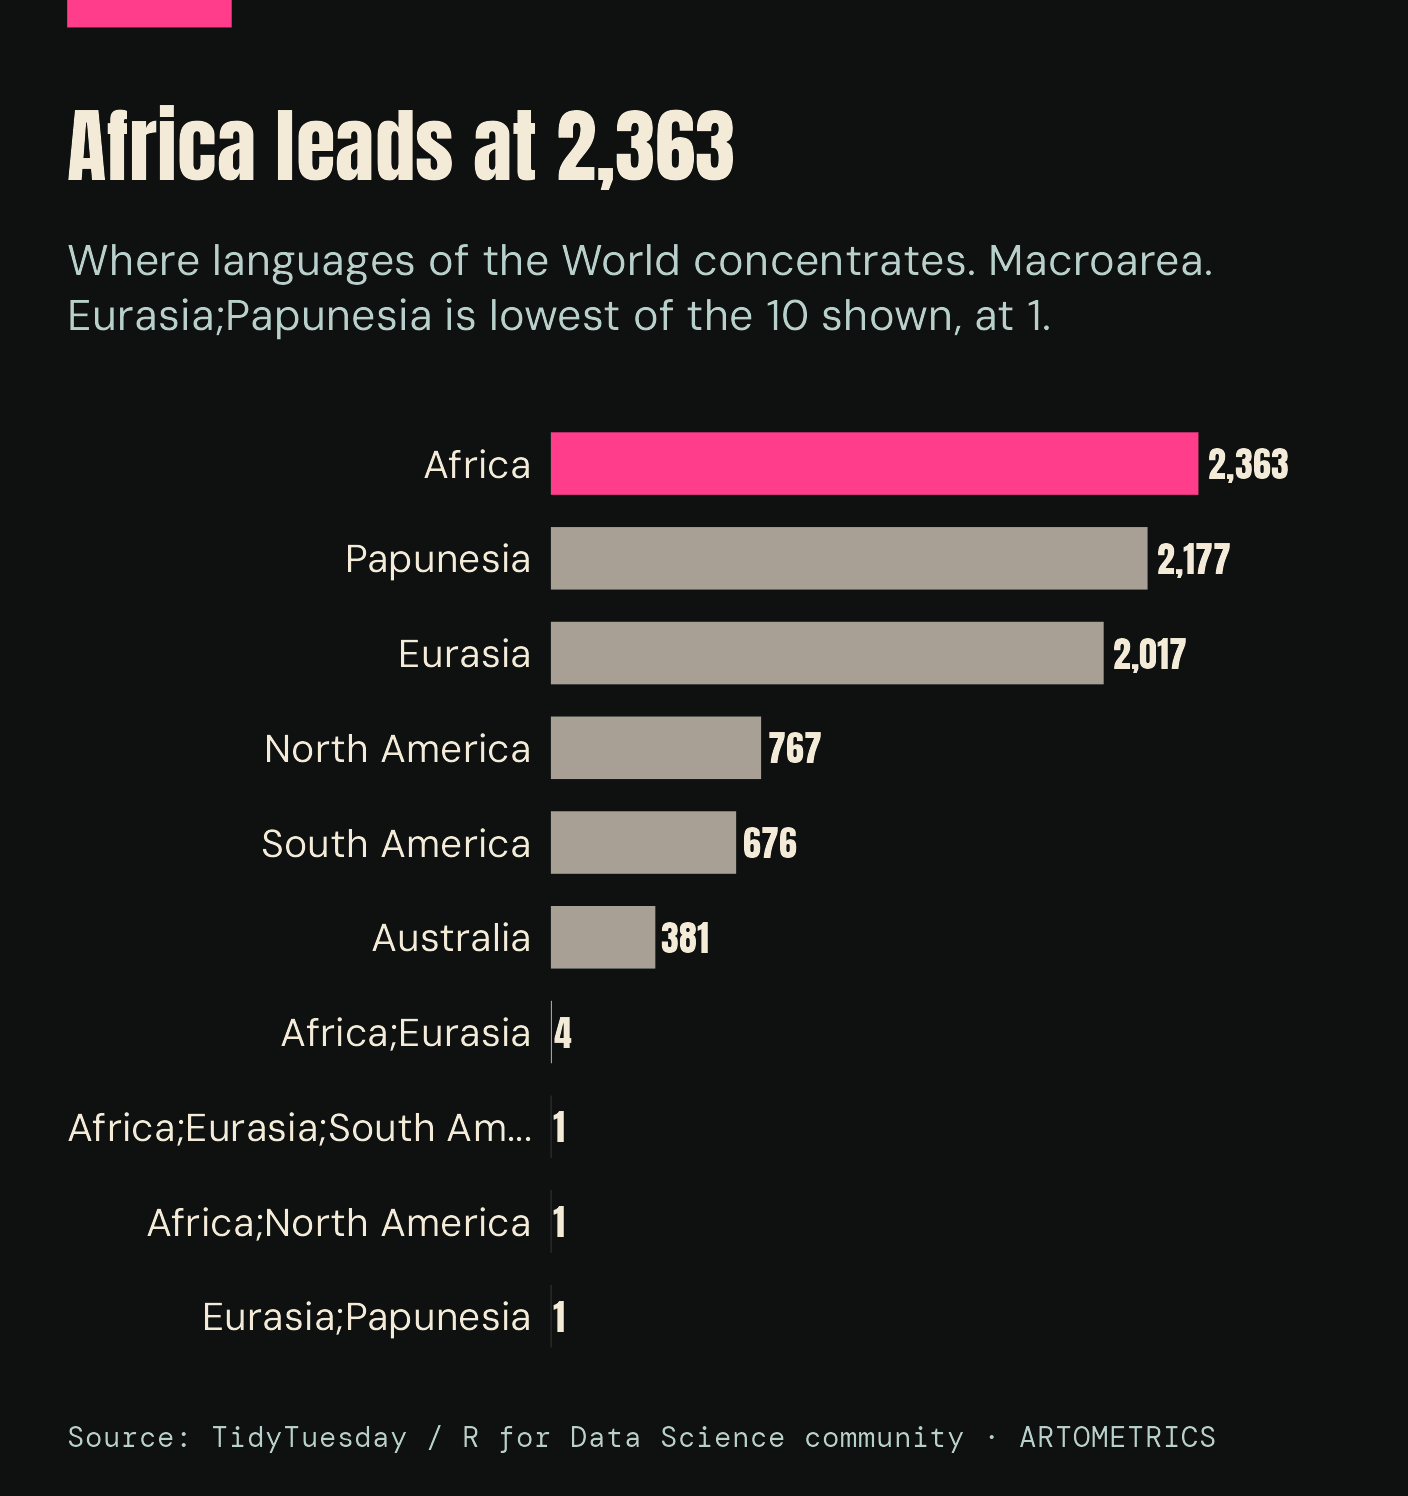 Africa leads at 2,363
Where languages of the World concentrates. Macroarea.
Eurasia;Papunesia is lowest of the 10 shown, at 1.
Africa 2,363
Papunesia 2,177
Eurasia 2,017
North America 767
South America 676
Australia 381
Africa;Eurasia 4
Africa;Eurasia;South Am... 1
Africa;North America 1
Eurasia;Papunesia 1
Source: TidyTuesday / R for Data Science community · ARTOMETRICS